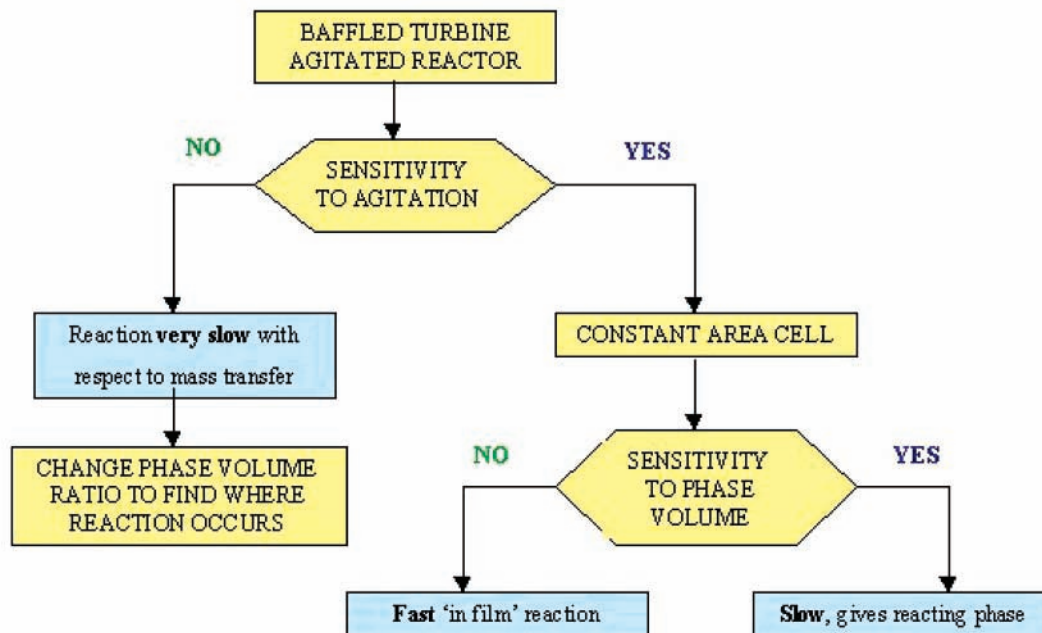 BAFFLED TURBINE
AGITATED REACTOR
NO
YES
SENSITIVITY
TO AGITATION
Reaction very slow with
respect to mass transfer
CONSTANT AREA CELL
CHANGE PHASE VOLUME
RATIO TO FIND WHERE
REACTION OCCURS
NO
YES
SENSITIVITY
TO PHASE
VOLUME
Fast ‘in film’ reaction
Slow, gives reacting phase